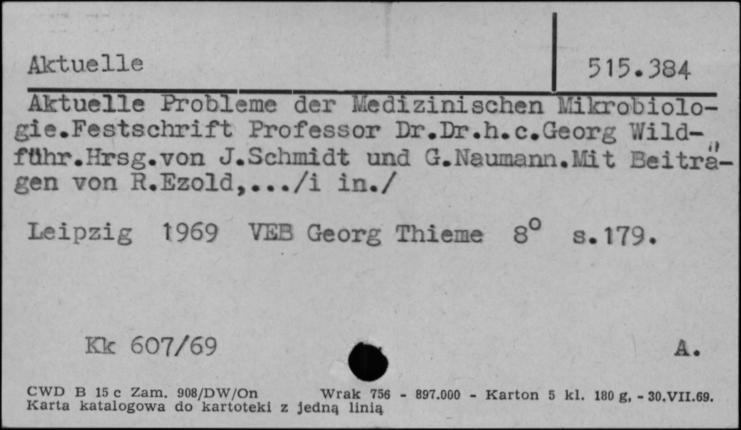 Aktuelle
515.384
Aktuelle Probleme der Medizinischen Mikrobiolo-
gie.Festschrift Professor Dr.Dr.h.c.Georg Wild-
führ.Hrsg.von J.Schmidt und G.Naumann.Mit Beiträ-
gen von R.Ezold,.../i in./
Leipzig 1969 VEB Georg Thieme 8° s.179.
Kk 607/69
A.
CWD B 15 c Zam. 908/DW/On Wrak 756 - 897.000 - Karton 5 kl. 180 g, - 30.VII.69.
Karta katalogowa do kartoteki z jedną linią